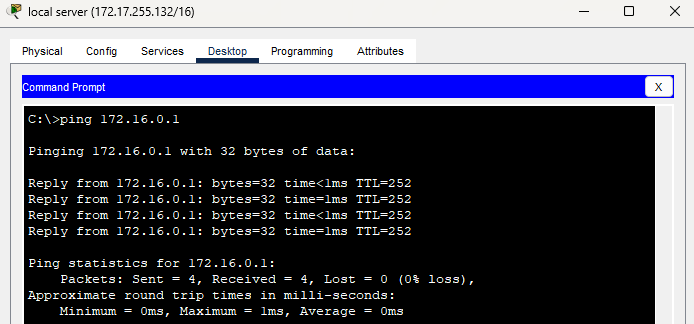 local server (172.17.255.132/16)
Physical Config Services Desktop Programming Attributes
Command Prompt X
C:\>ping 172.16.0.1
Pinging 172.16.0.1 with 32 bytes of data:
Reply from 172.16.0.1: bytes=32 time<1ms TTL=252
Reply from 172.16.0.1: bytes=32 time=1ms TTL=252
Reply from 172.16.0.1: bytes=32 time<1ms TTL=252
Reply from 172.16.0.1: bytes=32 time=1ms TTL=252
Ping statistics for 172.16.0.1:
Packets: Sent = 4, Received = 4, Lost = 0 (0% loss),
Approximate round trip times in milli-seconds:
Minimum = 0ms, Maximum = 1ms, Average = 0ms